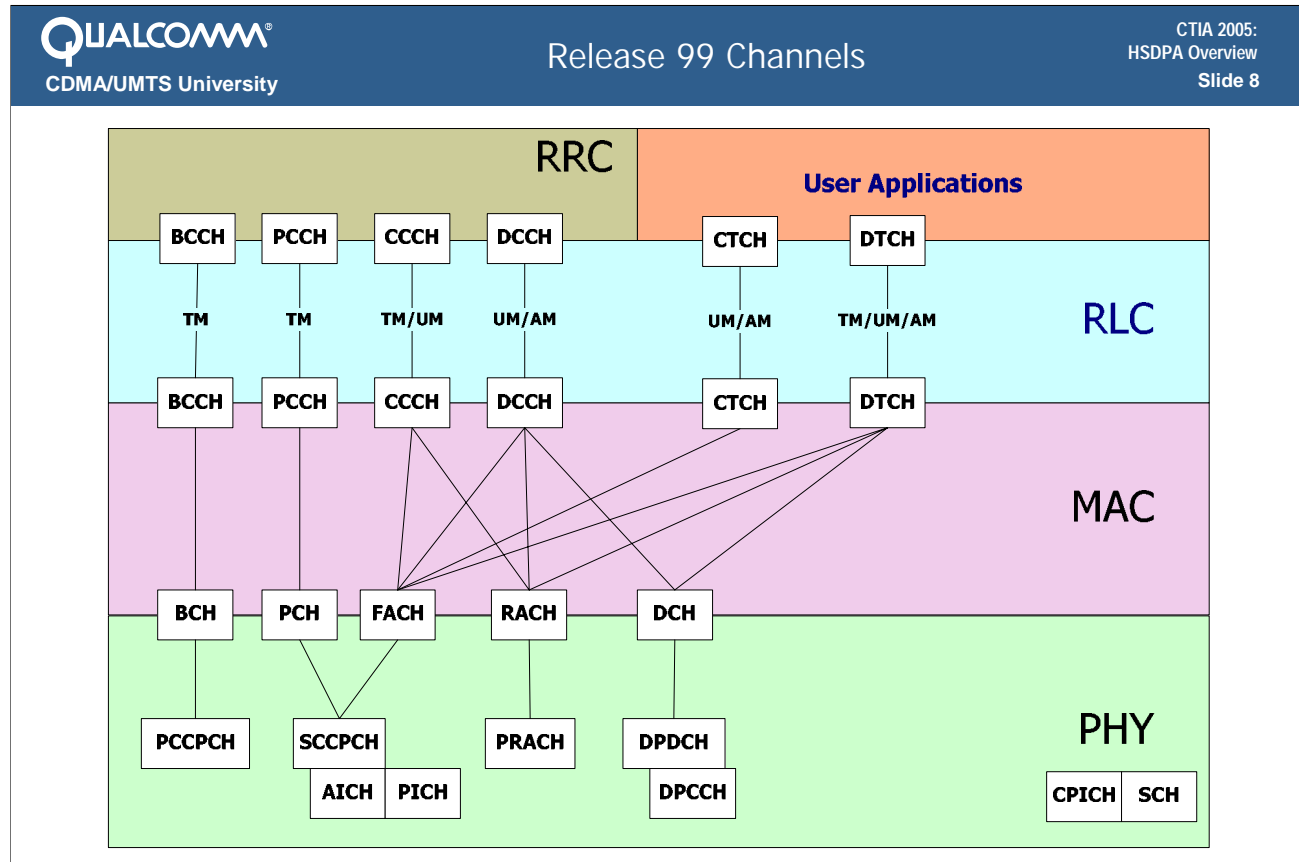 QUALCOMM®
CDMA/UMTS University
Release 99 Channels
CTIA 2005:
HSDPA Overview
Slide 8
RRC
User Applications
BCCH PCCH CCCH DCCH CTCH DTCH
TM TM TM/UM UM/AM UM/AM TM/UM/AM
RLC
BCCH PCCH CCCH DCCH CTCH DTCH
MAC
BCH PCH FACH RACH DCH
PHY
PCCPCH SCCPCH PRACH DPDCH
AICH PICH DPCCH CPICH SCH